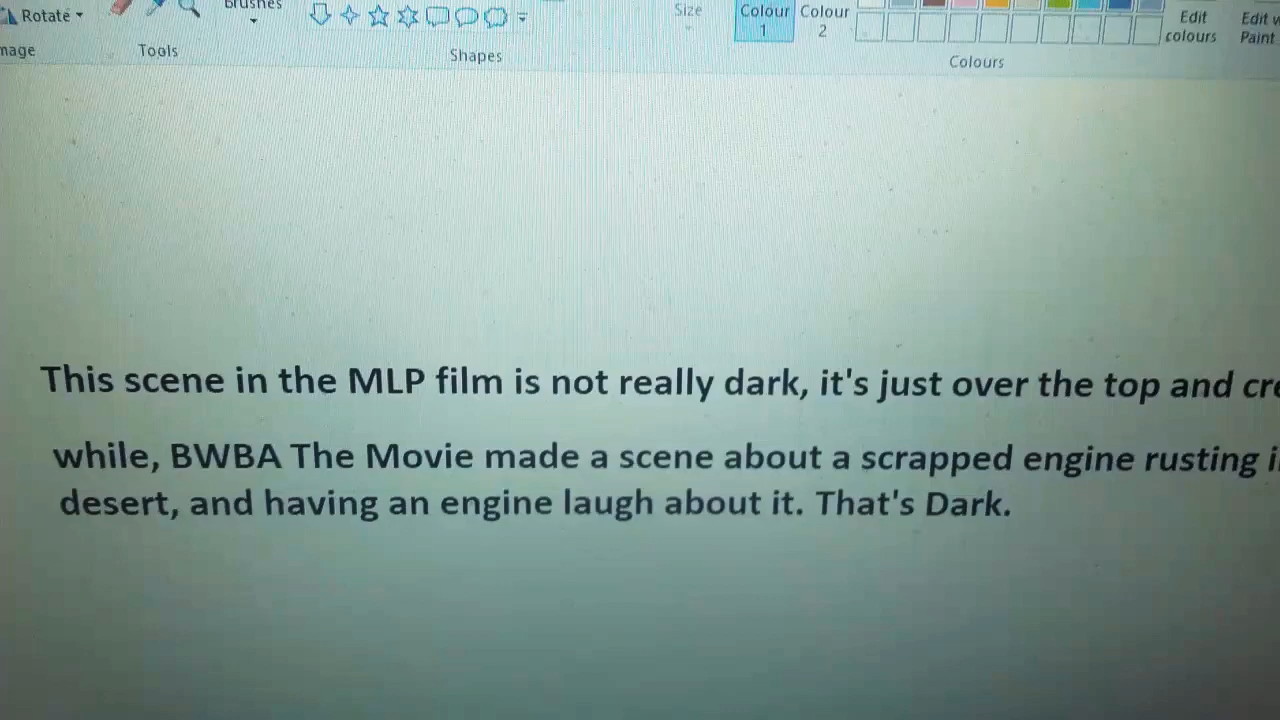 Rotate
Brushes
Size
Colour
1
Colour
2
Edit
colours
Edit
Paint
Tools
Shapes
Colours
This scene in the MLP film is not really dark, it's just over the top and
while, BWBA The Movie made a scene about a scrapped engine rusting
desert, and having an engine laugh about it. That's Dark.